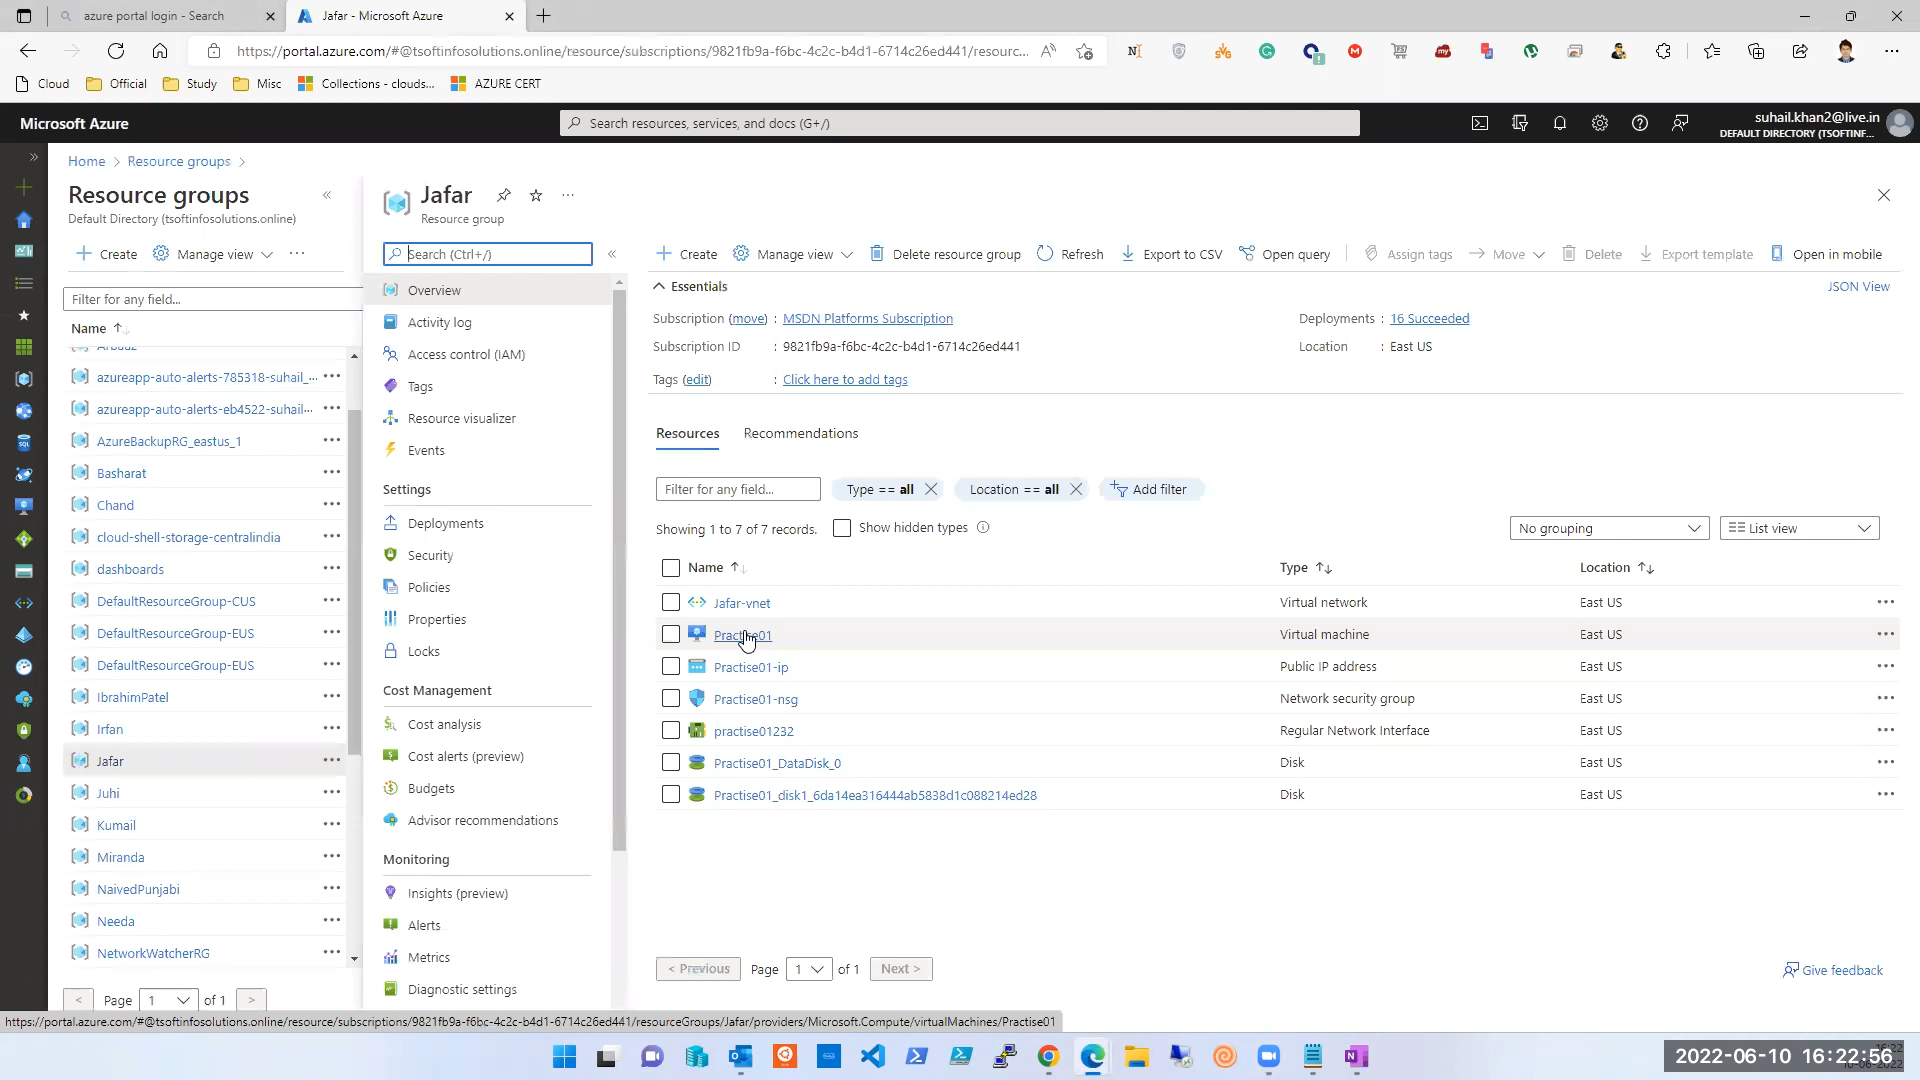 azure portal login - Search
Jafar - Microsoft Azure
https://portal.azure.com/#@tsoftinfosolutions.online/resource/subscriptions/9821fb9a-f6bc-4c2c-b4d1-6714c26ed441/resourc...
Cloud
Official
Study
Misc
Collections - clouds...
AZURE CERT
Microsoft Azure
Search resources, services, and docs (G+/)
suhail.khan2@live.in
DEFAULT DIRECTORY (TSOFTINF...
Home > Resource groups >
Resource groups
Default Directory (tsoftinfosolutions.online)
Create
Manage view
Filter for any field...
Name
azureapp-auto-alerts-785318-suhail_...
azureapp-auto-alerts-eb4522-suhail...
AzureBackupRG_eastus_1
Basharat
Chand
cloud-shell-storage-centralindia
dashboards
DefaultResourceGroup-CUS
DefaultResourceGroup-EUS
DefaultResourceGroup-EUS
IbrahimPatel
Irfan
Jafar
Juhi
Kumail
Miranda
NaivedPunjabi
Needa
NetworkWatcherRG
< Page 1 of 1 >
Jafar
Resource group
Search (Ctrl+/)
Overview
Activity log
Access control (IAM)
Tags
Resource visualizer
Events
Settings
Deployments
Security
Policies
Properties
Locks
Cost Management
Cost analysis
Cost alerts (preview)
Budgets
Advisor recommendations
Monitoring
Insights (preview)
Alerts
Metrics
Diagnostic settings
Create
Manage view
Delete resource group
Refresh
Export to CSV
Open query
Assign tags
Move
Delete
Export template
Open in mobile
Essentials
JSON View
Subscription (move) : MSDN Platforms Subscription
Deployments : 16 Succeeded
Subscription ID : 9821fb9a-f6bc-4c2c-b4d1-6714c26ed441
Location : East US
Tags (edit) : Click here to add tags
Resources
Recommendations
Filter for any field...
Type == all
Location == all
Add filter
Showing 1 to 7 of 7 records.
Show hidden types
No grouping
List view
Name Type Location
Jafar-vnet Virtual network East US
Practise01 Virtual machine East US
Practise01-ip Public IP address East US
Practise01-nsg Network security group East US
practise01232 Regular Network Interface East US
Practise01_DataDisk_0 Disk East US
Practise01_disk1_6da14ea316444ab5838d1c088214ed28 Disk East US
< Previous Page 1 of 1 Next >
Give feedback
https://portal.azure.com/#@tsoftinfosolutions.online/resource/subscriptions/9821fb9a-f6bc-4c2c-b4d1-6714c26ed441/resourceGroups/Jafar/providers/Microsoft.Compute/virtualMachines/Practise01
2022-06-10 16:22:56